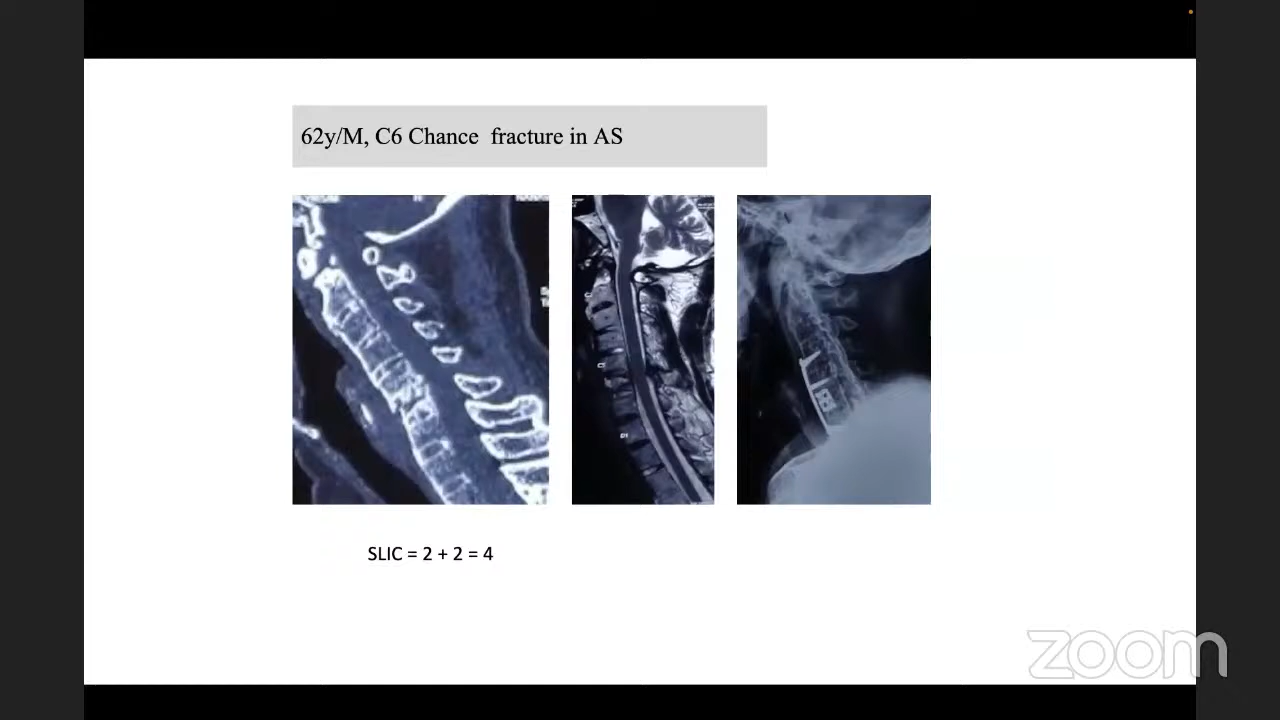 62y/M, C6 Chance fracture in AS
SLIC = 2 + 2 = 4
zoom